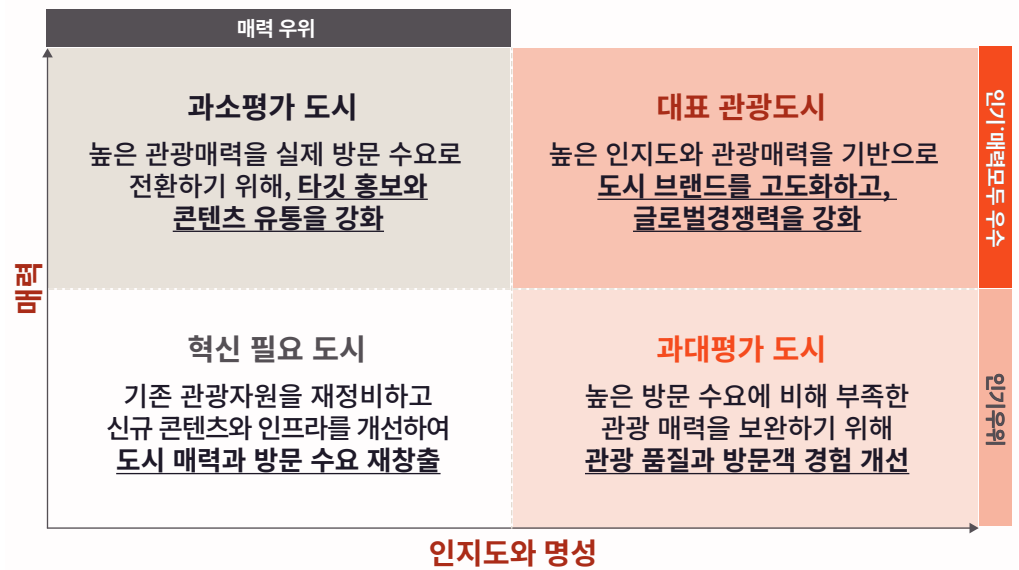 매력 우위
과소평가 도시
높은 관광매력을 실제 방문 수요로
전환하기 위해, 타깃 홍보와
콘텐츠 유통을 강화
대표 관광도시
높은 인지도와 관광매력을 기반으로
도시 브랜드를 고도화하고,
글로벌경쟁력을 강화
인기'매력모두 우수
매력
혁신 필요 도시
기존 관광자원을 재정비하고
신규 콘텐츠와 인프라를 개선하여
도시 매력과 방문 수요 재창출
과대평가 도시
높은 방문 수요에 비해 부족한
관광 매력을 보완하기 위해
관광 품질과 방문객 경험 개선
인기우위
인지도와 명성